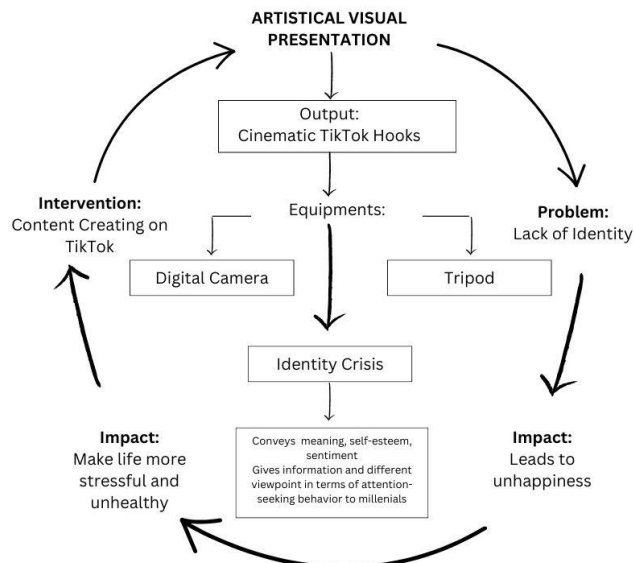 ARTISTICAL VISUAL
PRESENTATION
Output:
Cinematic TikTok Hooks
Intervention:
Content Creating on
TikTok
Equipments:
Problem:
Lack of Identity
Digital Camera
Tripod
Identity Crisis
Impact:
Make life more
stressful and
unhealthy
Conveys meaning, self-esteem,
sentiment
Gives information and different
viewpoint in terms of attention-
seeking behavior to millenials
Impact:
Leads to
unhappiness